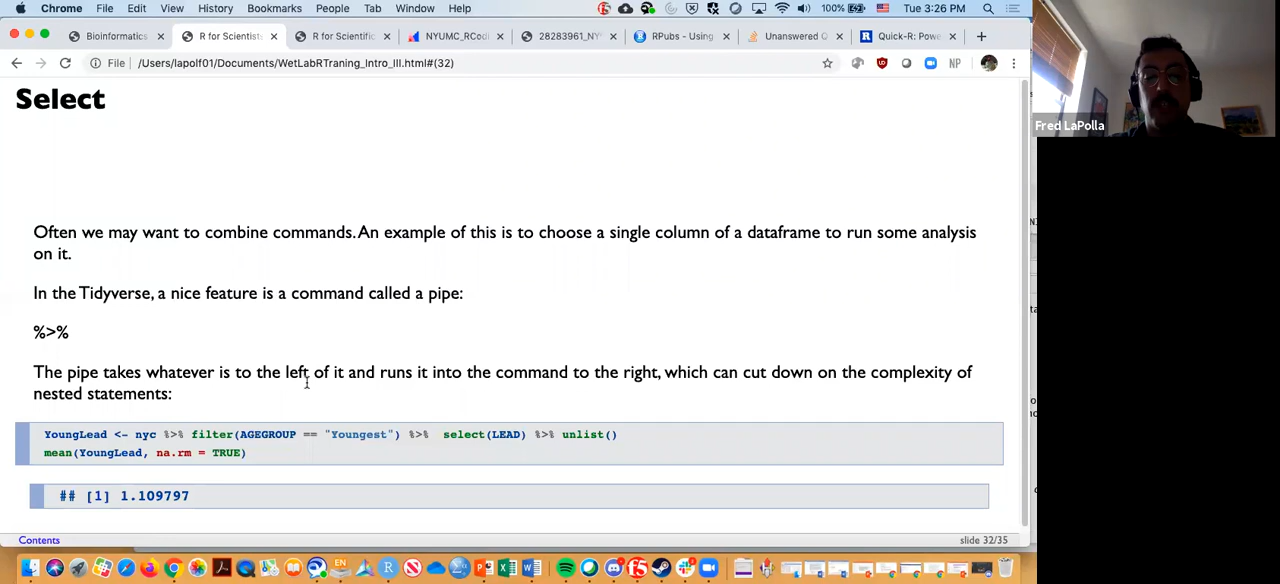 Chrome File Edit View History Bookmarks People Tab Window Help 100% Tue 3:26 PM
Bioinformatics × R for Scientists × R for Scientific × NYUMC_RCodi × 28283961_NY × RPubs - Using × Unanswered Q × Quick-R: Powe ×
File /Users/lapolf01/Documents/WetLabRTraning_Intro_III.html#(32) NP
Select
Fred LaPolla
Often we may want to combine commands. An example of this is to choose a single column of a dataframe to run some analysis
on it.
In the Tidyverse, a nice feature is a command called a pipe:
%>%
The pipe takes whatever is to the left of it and runs it into the command to the right, which can cut down on the complexity of
nested statements:
YoungLead <- nyc %>% filter(AGEGROUP == "Youngest") %>% select(LEAD) %>% unlist()
mean(YoungLead, na.rm = TRUE)
## [1] 1.109797
Contents
slide 32/35